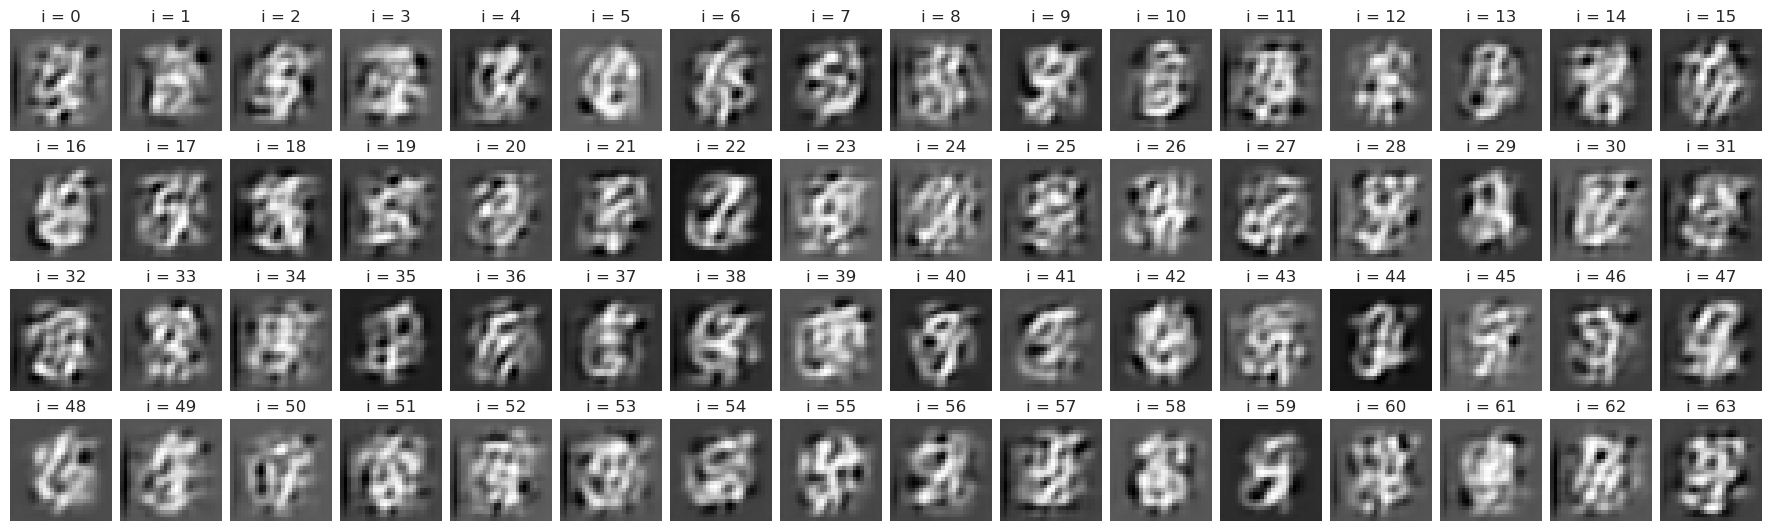 i = 0 i = 1 i = 2 i = 3 i = 4 i = 5 i = 6 i = 7 i = 8 i = 9 i = 10 i = 11 i = 12 i = 13 i = 14 i = 15
i = 16 i = 17 i = 18 i = 19 i = 20 i = 21 i = 22 i = 23 i = 24 i = 25 i = 26 i = 27 i = 28 i = 29 i = 30 i = 31
i = 32 i = 33 i = 34 i = 35 i = 36 i = 37 i = 38 i = 39 i = 40 i = 41 i = 42 i = 43 i = 44 i = 45 i = 46 i = 47
i = 48 i = 49 i = 50 i = 51 i = 52 i = 53 i = 54 i = 55 i = 56 i = 57 i = 58 i = 59 i = 60 i = 61 i = 62 i = 63